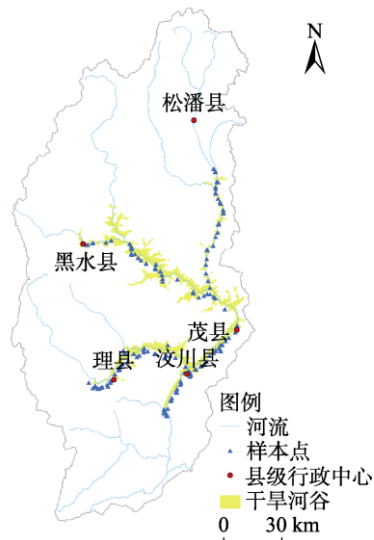 N
松潘县
黑水县
茂县
理县 汶川县
图例
河流
样本点
县级行政中心
干旱河谷
0 30 km